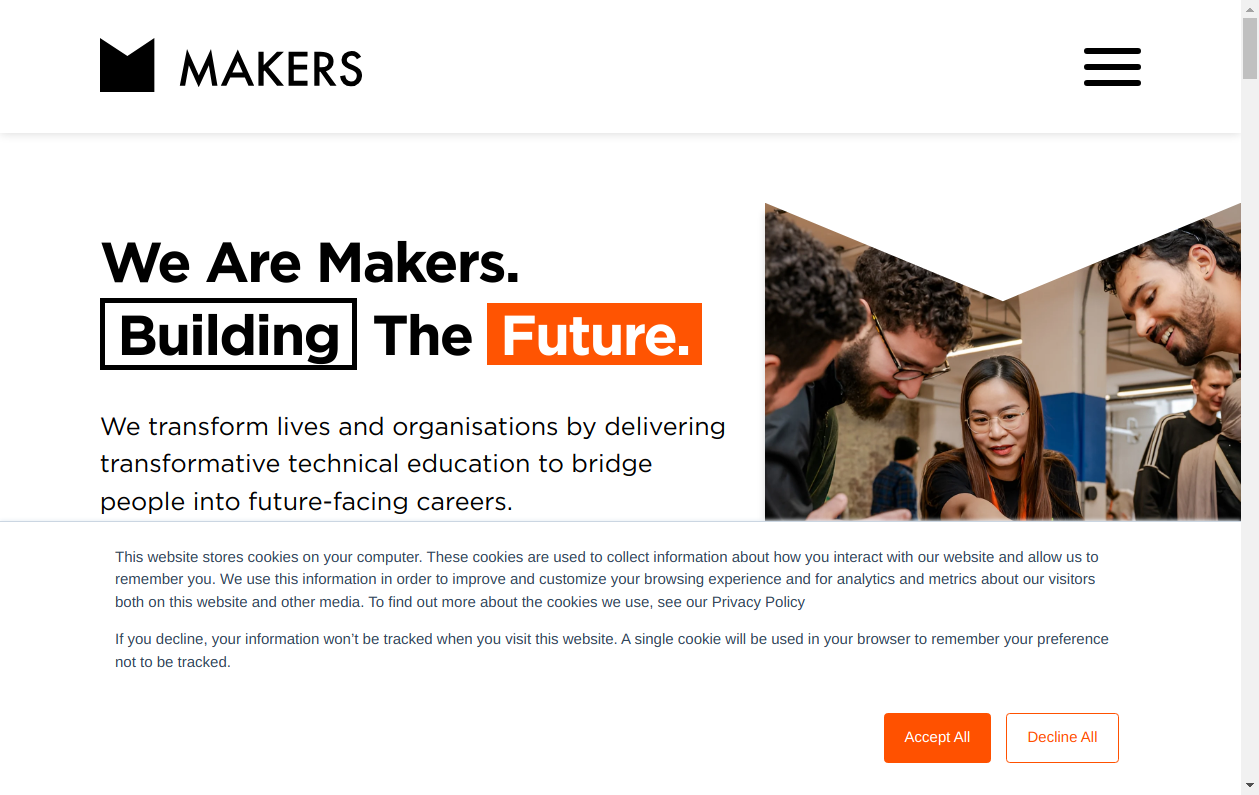 MAKERS
We Are Makers.
Building The Future.
We transform lives and organisations by delivering
transformative technical education to bridge
people into future-facing careers.
This website stores cookies on your computer. These cookies are used to collect information about how you interact with our website and allow us to
remember you. We use this information in order to improve and customize your browsing experience and for analytics and metrics about our visitors
both on this website and other media. To find out more about the cookies we use, see our Privacy Policy
If you decline, your information won’t be tracked when you visit this website. A single cookie will be used in your browser to remember your preference
not to be tracked.
Accept All Decline All